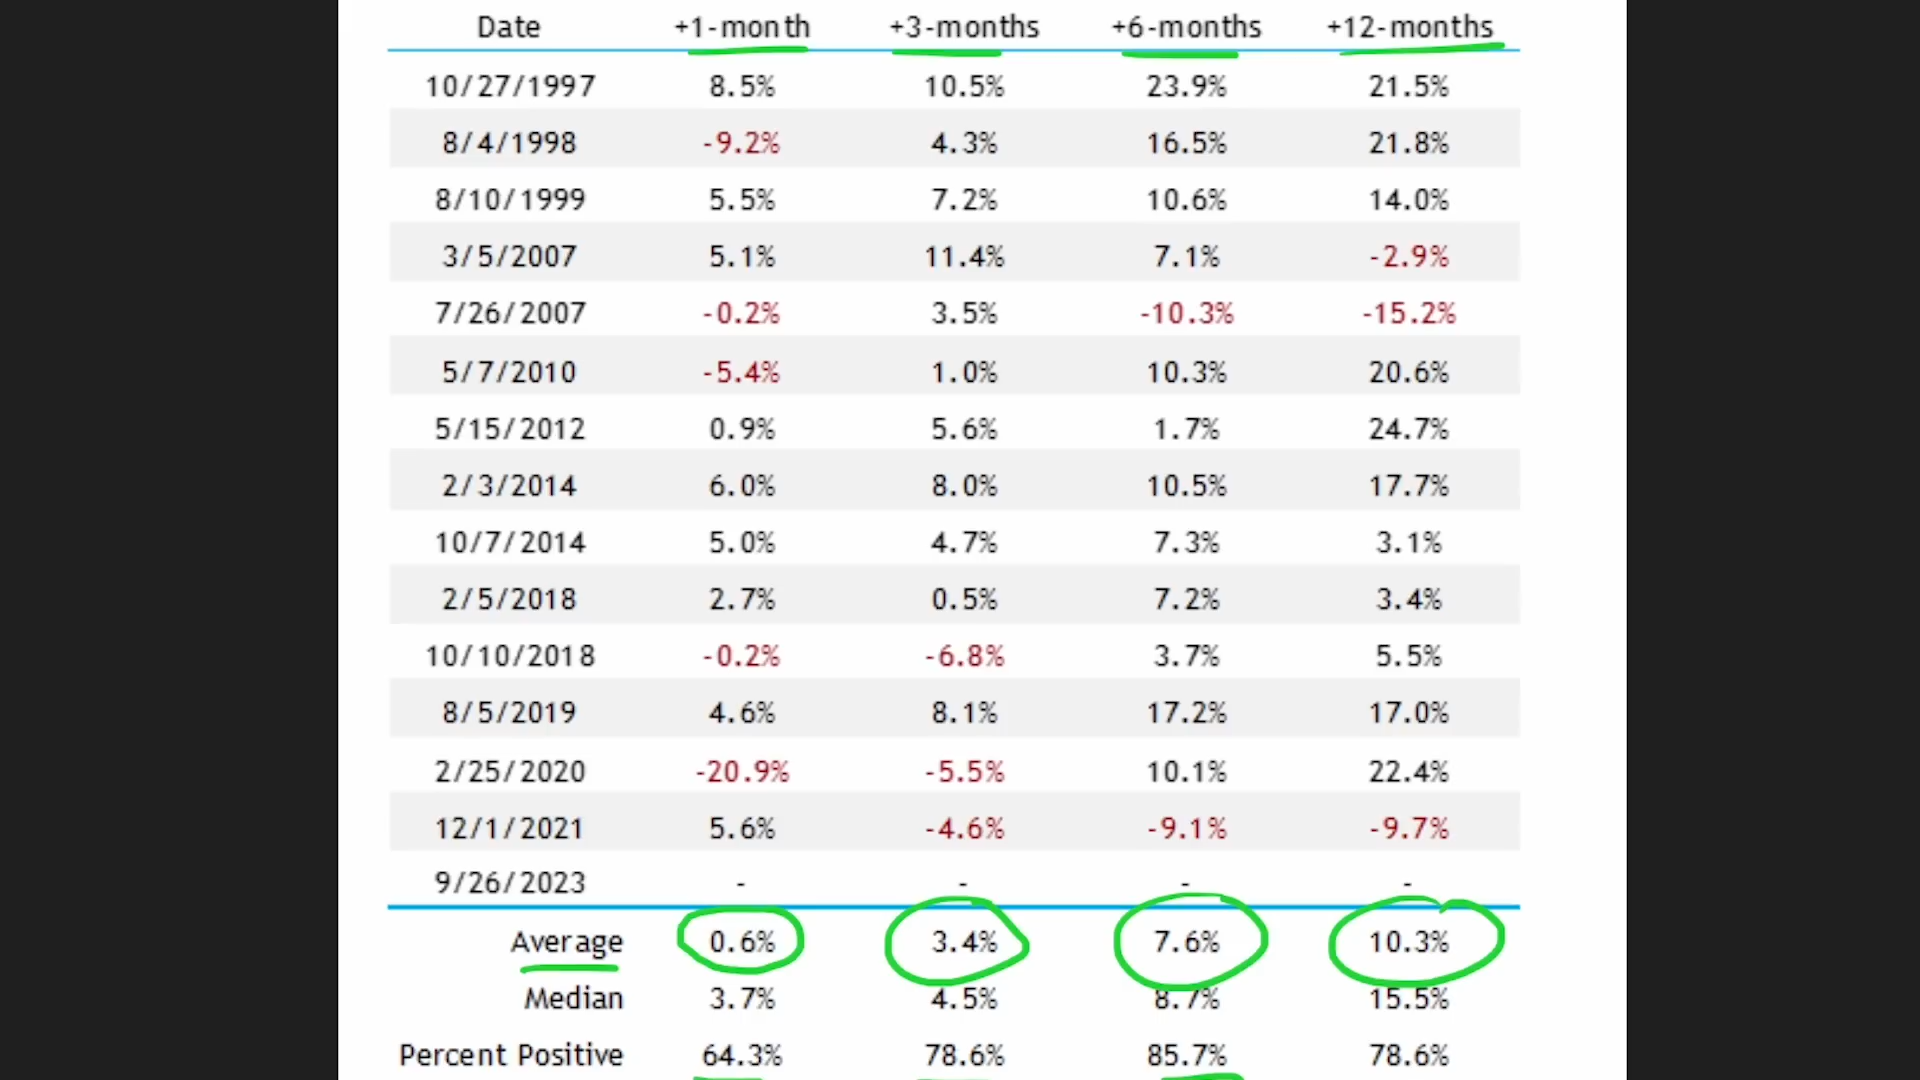 Date +1-month +3-months +6-months +12-months
10/27/1997 8.5% 10.5% 23.9% 21.5%
8/4/1998 -9.2% 4.3% 16.5% 21.8%
8/10/1999 5.5% 7.2% 10.6% 14.0%
3/5/2007 5.1% 11.4% 7.1% -2.9%
7/26/2007 -0.2% 3.5% -10.3% -15.2%
5/7/2010 -5.4% 1.0% 10.3% 20.6%
5/15/2012 0.9% 5.6% 1.7% 24.7%
2/3/2014 6.0% 8.0% 10.5% 17.7%
10/7/2014 5.0% 4.7% 7.3% 3.1%
2/5/2018 2.7% 0.5% 7.2% 3.4%
10/10/2018 -0.2% -6.8% 3.7% 5.5%
8/5/2019 4.6% 8.1% 17.2% 17.0%
2/25/2020 -20.9% -5.5% 10.1% 22.4%
12/1/2021 5.6% -4.6% -9.1% -9.7%
9/26/2023 - - - -
Average 0.6% 3.4% 7.6% 10.3%
Median 3.7% 4.5% 8.7% 15.5%
Percent Positive 64.3% 78.6% 85.7% 78.6%